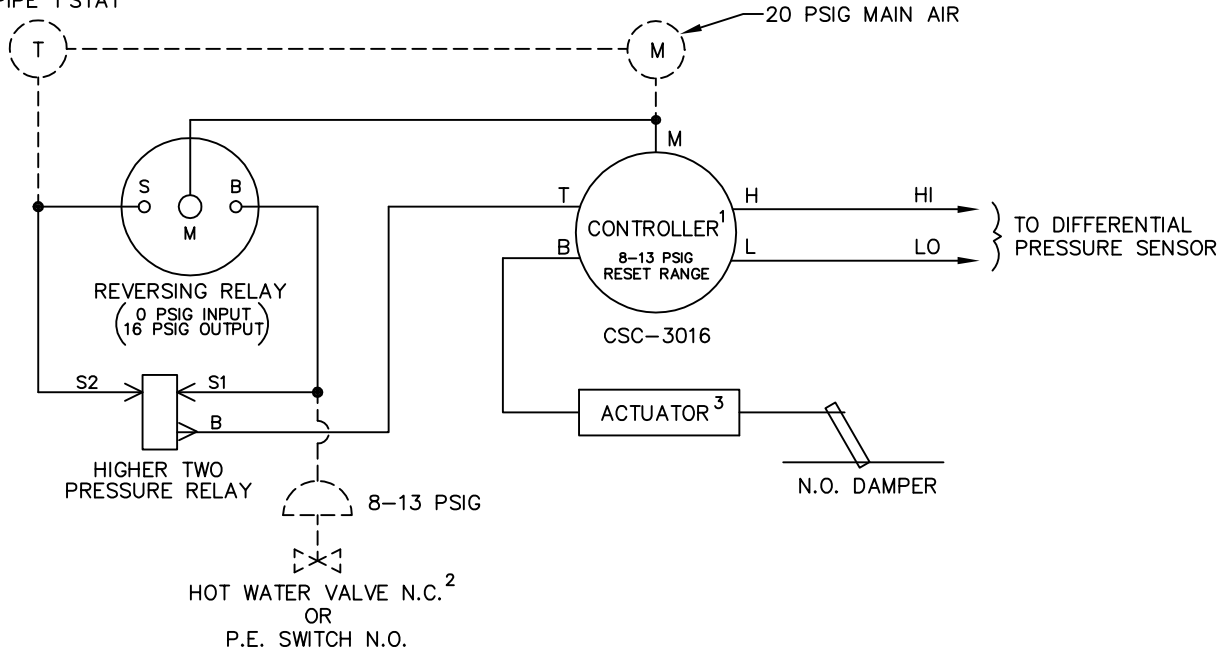 PIPE T'STAT
20 PSIG MAIN AIR
T
M
M
S
B
M
T
H
HI
CONTROLLER1
B
8-13 PSIG
RESET RANGE
L
LO
TO DIFFERENTIAL
PRESSURE SENSOR
REVERSING RELAY
(0 PSIG INPUT
16 PSIG OUTPUT)
CSC-3016
S2
S1
B
ACTUATOR3
HIGHER TWO
PRESSURE RELAY
N.O. DAMPER
8-13 PSIG
HOT WATER VALVE N.C.2
OR
P.E. SWITCH N.O.